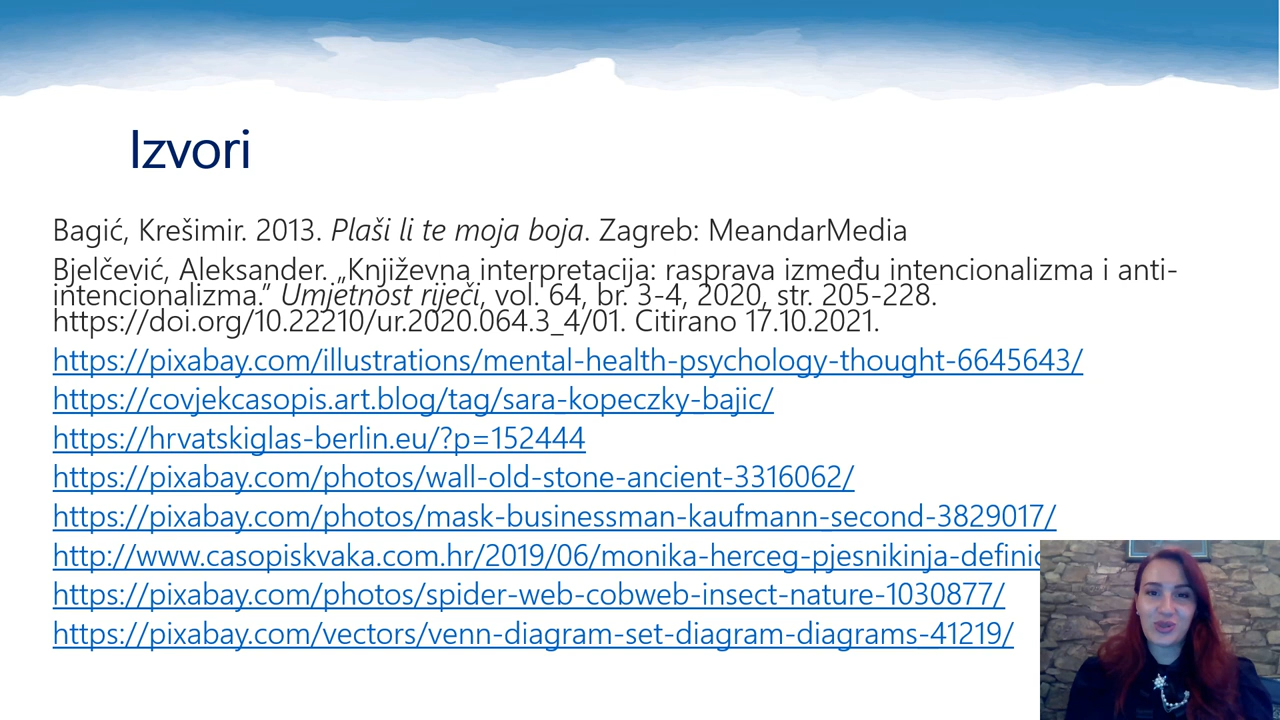 Izvori
Bagić, Krešimir. 2013. Plaši li te moja boja. Zagreb: MeandarMedia
Bjelčević, Aleksander. „Književna interpretacija: rasprava između intencionalizma i anti-
intencionalizma.” Umjetnost riječi, vol. 64, br. 3-4, 2020, str. 205-228.
https://doi.org/10.22210/ur.2020.064.3_4/01. Citirano 17.10.2021.
https://pixabay.com/illustrations/mental-health-psychology-thought-6645643/
https://covjekcasopis.art.blog/tag/sara-kopeczky-bajic/
https://hrvatskiglas-berlin.eu/?p=152444
https://pixabay.com/photos/wall-old-stone-ancient-3316062/
https://pixabay.com/photos/mask-businessman-kaufmann-second-3829017/
http://www.casopiskvaka.com.hr/2019/06/monika-herceg-pjesnikinja-defini
https://pixabay.com/photos/spider-web-cobweb-insect-nature-1030877/
https://pixabay.com/vectors/venn-diagram-set-diagram-diagrams-41219/